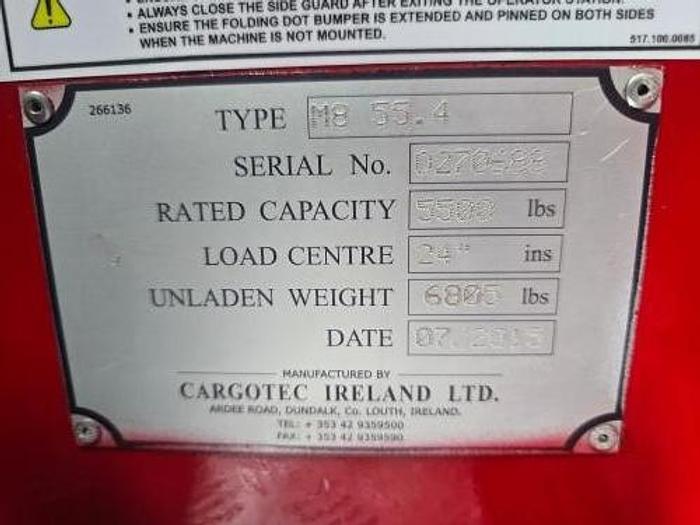 • ALWAYS CLOSE THE SIDE GUARD AFTER EXITING THE OPERATOR STATION.
• ENSURE THE FOLDING DOT BUMPER IS EXTENDED AND PINNED ON BOTH SIDES
WHEN THE MACHINE IS NOT MOUNTED.
517.100.0085
266136
TYPE M8 55.4
SERIAL No.
RATED CAPACITY 5500 lbs
LOAD CENTRE 24" ins
UNLADEN WEIGHT 6805 lbs
DATE 07.2015
MANUFACTURED BY
CARGOTEC IRELAND LTD.
ARDEE ROAD, DUNDALK, Co. LOUTH, IRELAND.
TEL: + 353 42 9359500
FAX: + 353 42 9359590